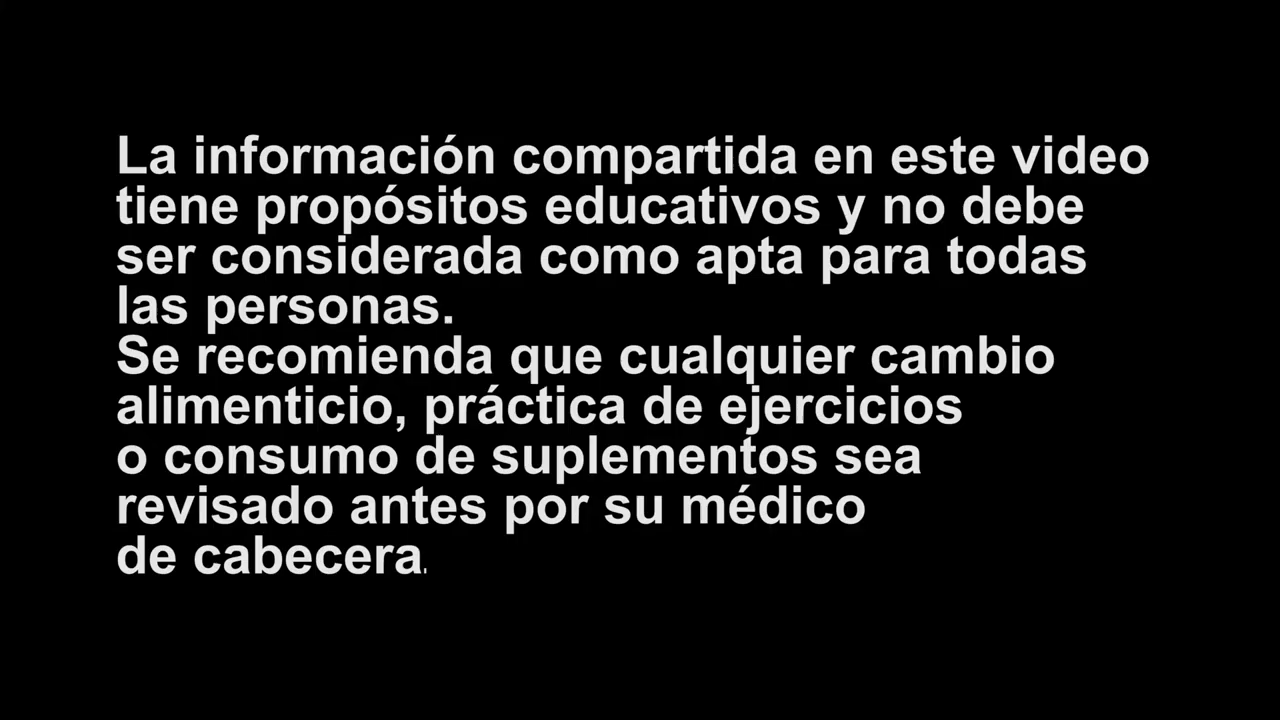 La información compartida en este video
tiene propósitos educativos y no debe
ser considerada como apta para todas
las personas.
Se recomienda que cualquier cambio
alimenticio, práctica de ejercicios
o consumo de suplementos sea
revisado antes por su médico
de cabecera.